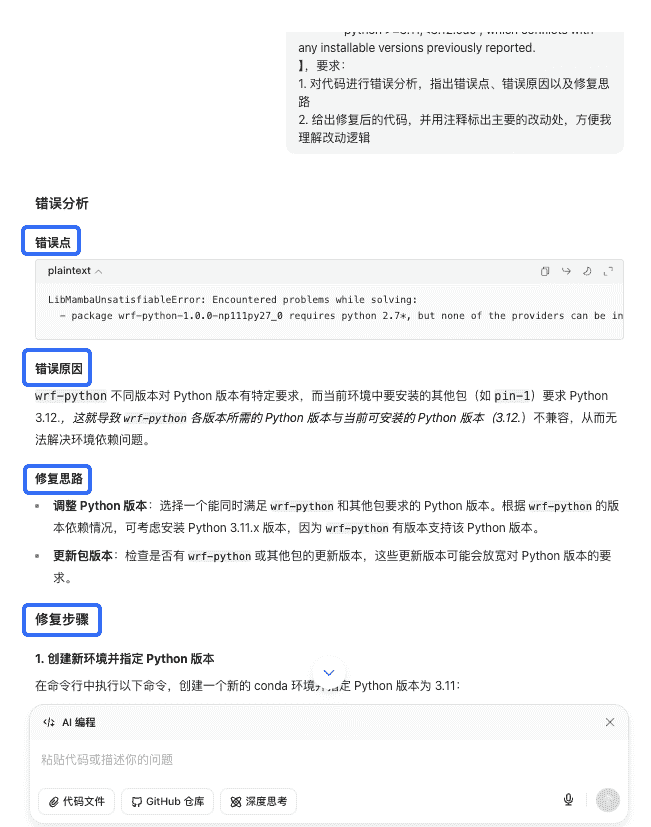 any installable versions previously reported.
】，要求：
1. 对代码进行错误分析，指出错误点、错误原因以及修复思
路
2. 给出修复后的代码，并用注释标出主要的改动处，方便我
理解改动逻辑
错误分析
错误点
plaintext
LibMambaUnsatisfiableError: Encountered problems while solving:
- package wrf-python-1.0.0-np111py27_0 requires python 2.7*, but none of the providers can be in
错误原因
wrf-python 不同版本对 Python 版本有特定要求，而当前环境中要安装的其他包（如 pin-1）要求 Python
3.12.，这就导致 wrf-python 各版本所需的 Python 版本与当前可安装的 Python 版本（3.12.）不兼容，从而无
法解决环境依赖问题。
修复思路
• 调整 Python 版本：选择一个能同时满足 wrf-python 和其他包要求的 Python 版本。根据 wrf-python 的版
本依赖情况，可考虑安装 Python 3.11.x 版本，因为 wrf-python 有版本支持该 Python 版本。
• 更新包版本：检查是否有 wrf-python 或其他包的更新版本，这些更新版本可能会放宽对 Python 版本的要
求。
修复步骤
1. 创建新环境并指定 Python 版本
在命令行中执行以下命令，创建一个新的 conda 环境并指定 Python 版本为 3.11：
AI 编程
粘贴代码或描述你的问题
代码文件
GitHub 仓库
深度思考